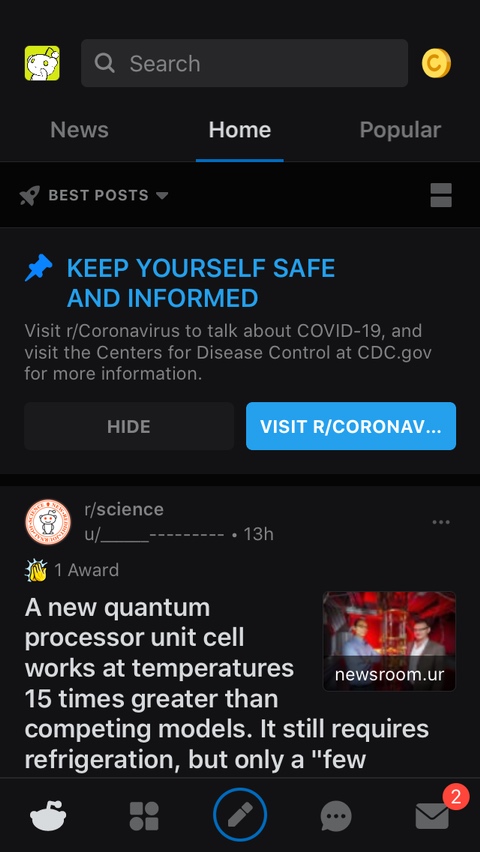 Search
C
News Home Popular
BEST POSTS
KEEP YOURSELF SAFE
AND INFORMED
Visit r/Coronavirus to talk about COVID-19, and
visit the Centers for Disease Control at CDC.gov
for more information.
HIDE VISIT R/CORONAV...
r/science
u/______--------- • 13h
1 Award
A new quantum
processor unit cell
works at temperatures
15 times greater than
competing models. It still requires
refrigeration, but only a "few
newsroom.ur
2